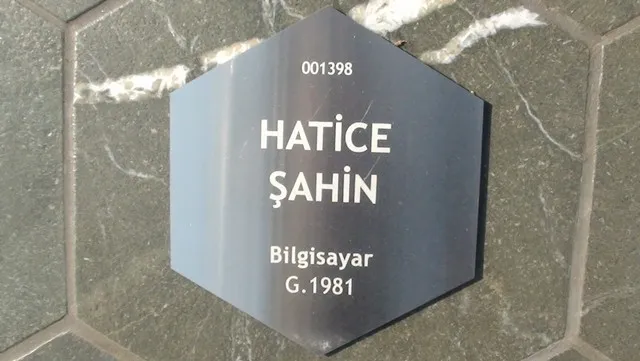 001398
HATİCE
ŞAHİN
Bilgisayar
G.1981